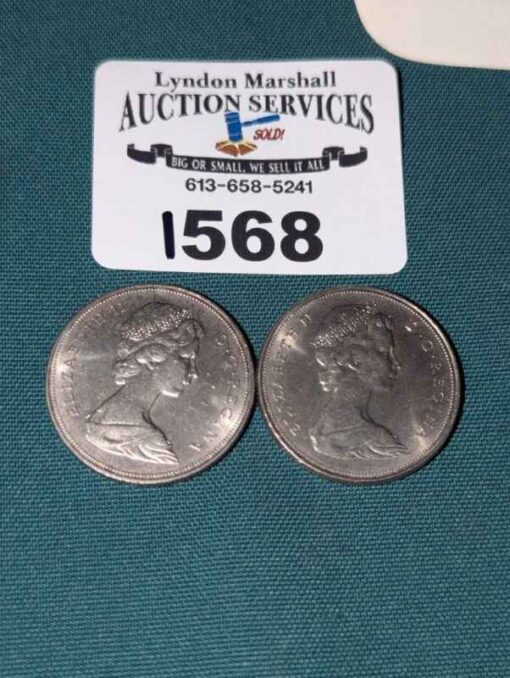 Lyndon Marshall
AUCTION SERVICES
SOLD!
BIG OR SMALL, WE SELL IT ALL
613-658-5241
1568
ELIZABETH II D·G·REGINA
ELIZABETH II D·G·REGINA